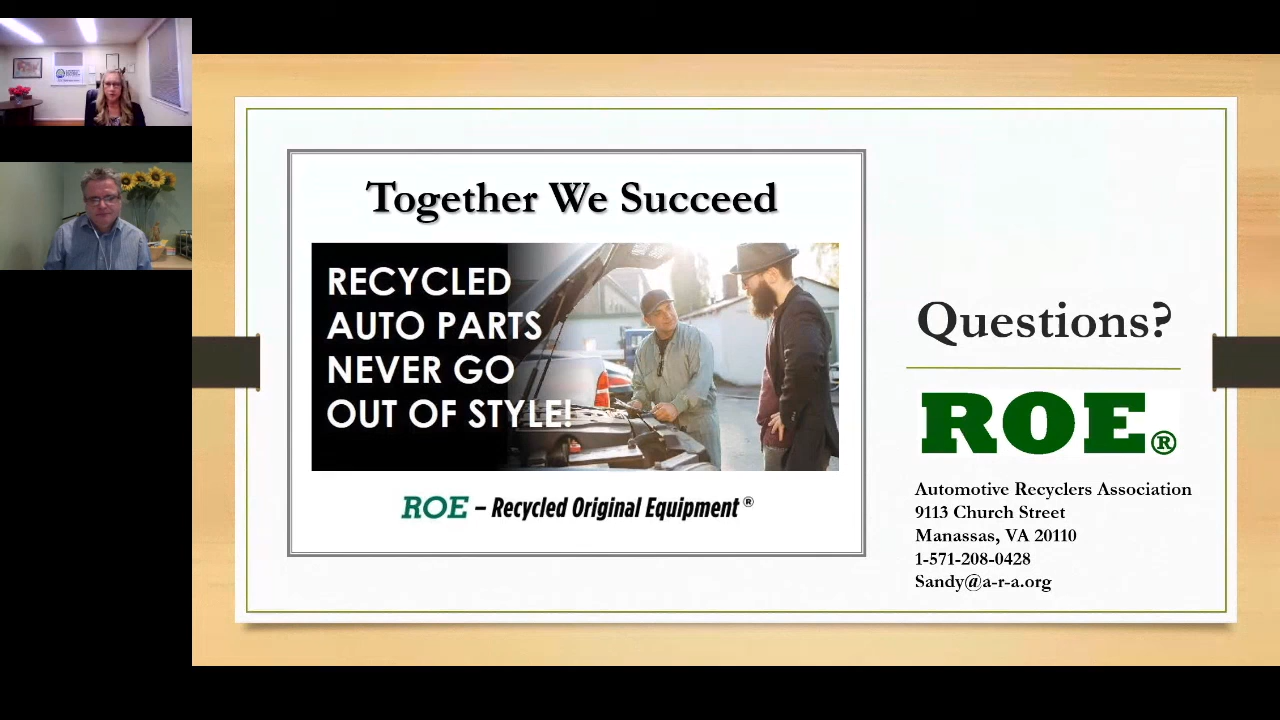 Together We Succeed
RECYCLED
AUTO PARTS
NEVER GO
OUT OF STYLE!
ROE – Recycled Original Equipment®
Questions?
ROE®
Automotive Recyclers Association
9113 Church Street
Manassas, VA 20110
1-571-208-0428
Sandy@a-r-a.org